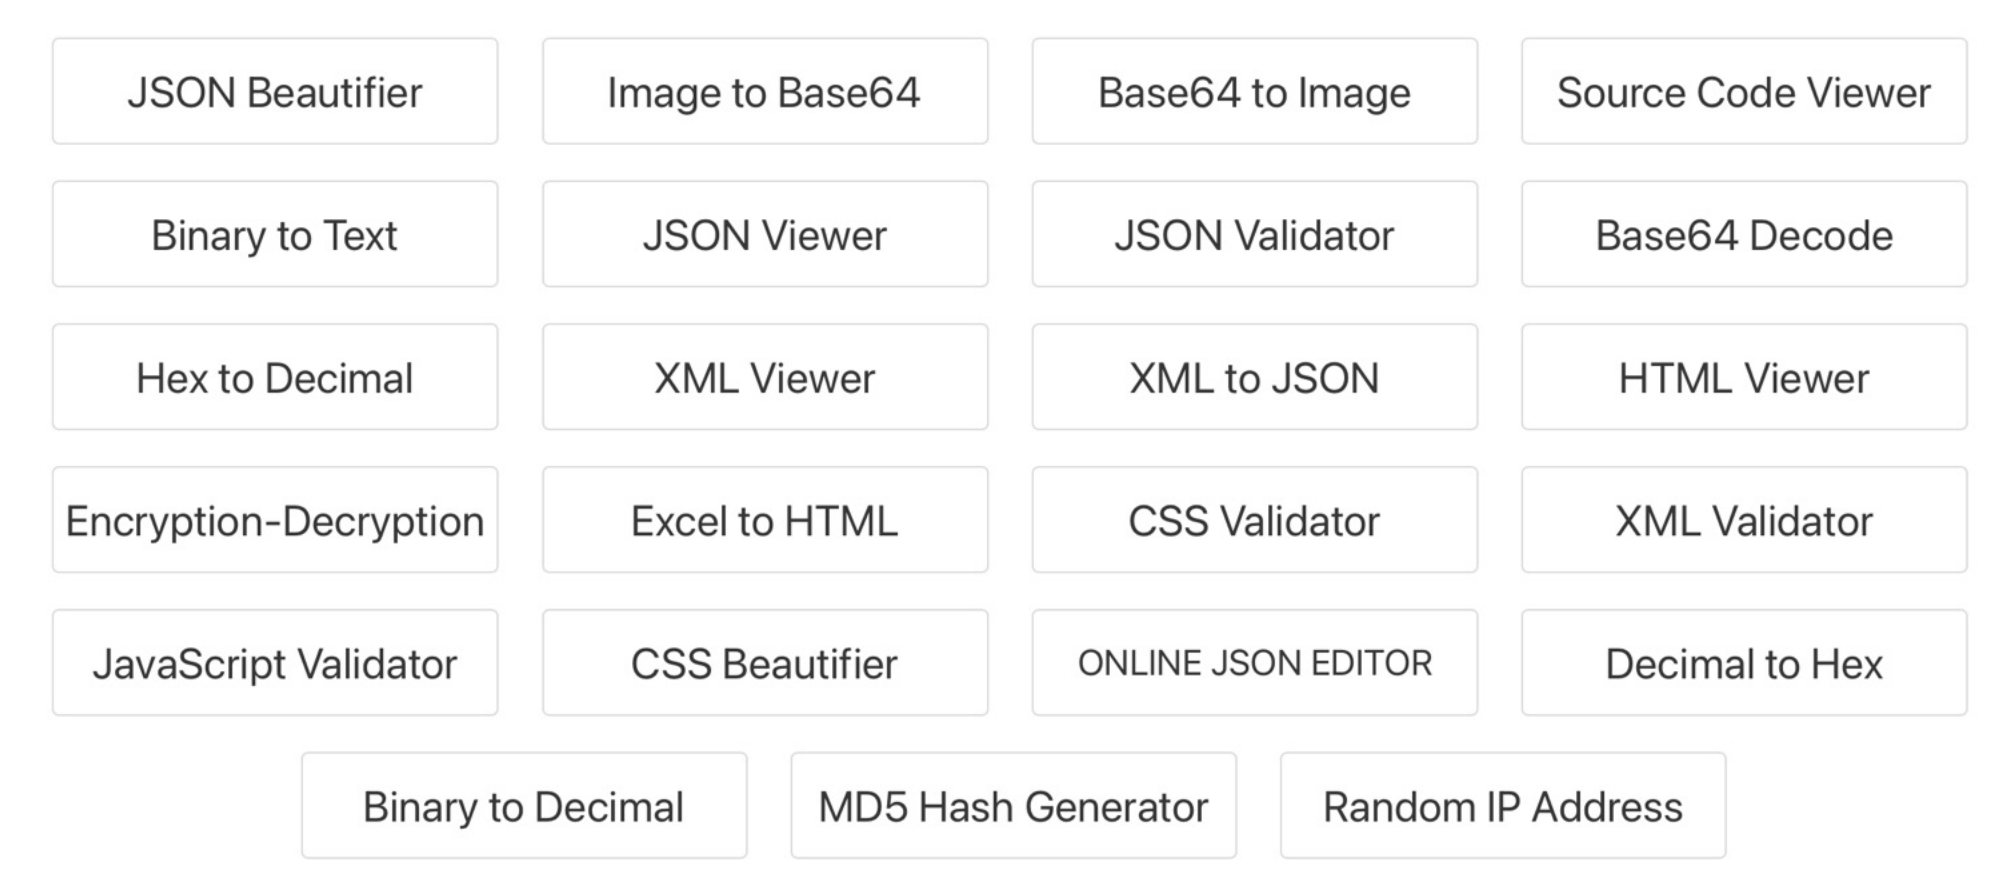 JSON Beautifier
Image to Base64
Base64 to Image
Source Code Viewer
Binary to Text
JSON Viewer
JSON Validator
Base64 Decode
Hex to Decimal
XML Viewer
XML to JSON
HTML Viewer
Encryption-Decryption
Excel to HTML
CSS Validator
XML Validator
JavaScript Validator
CSS Beautifier
ONLINE JSON EDITOR
Decimal to Hex
Binary to Decimal
MD5 Hash Generator
Random IP Address